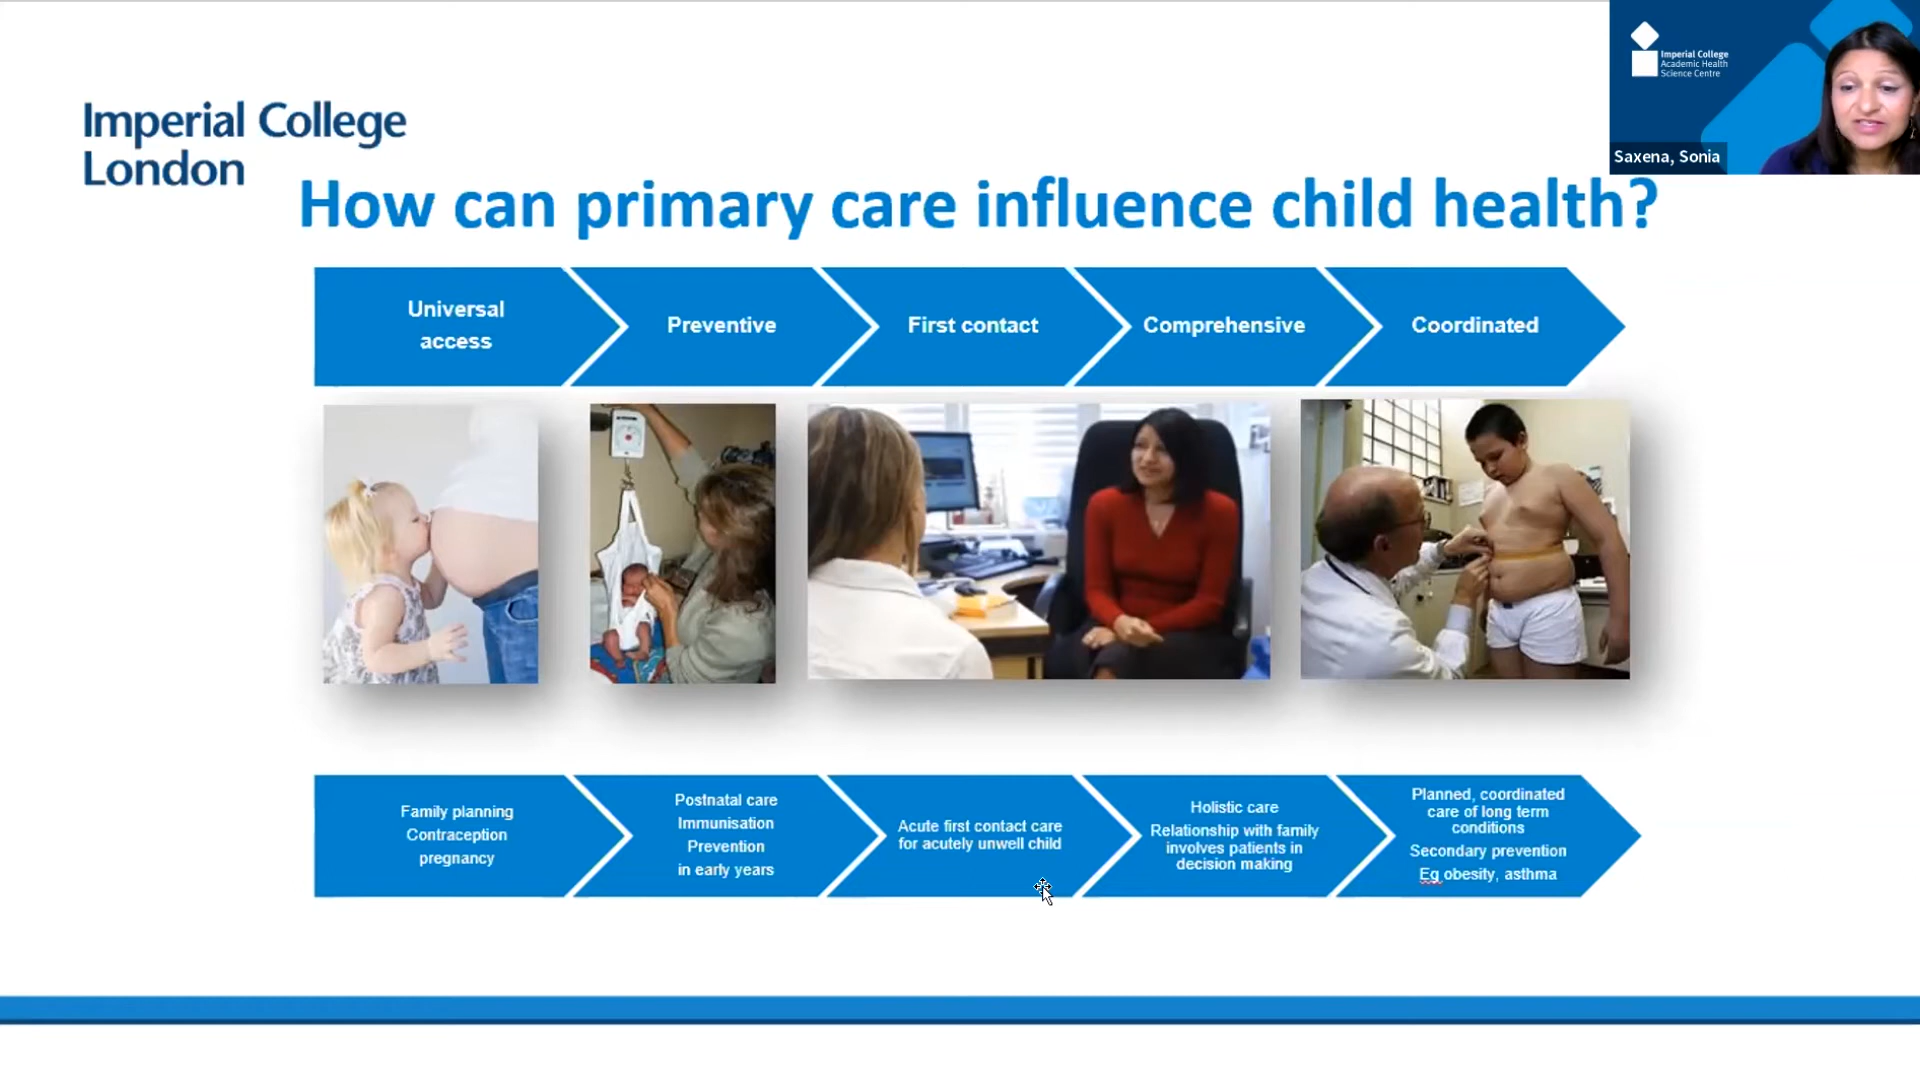 Imperial College
London
Imperial College
Academic Health
Science Centre
Saxena, Sonia
How can primary care influence child health?
Universal
access
Preventive
First contact
Comprehensive
Coordinated
Family planning
Contraception
pregnancy
Postnatal care
Immunisation
Prevention
in early years
Acute first contact care
for acutely unwell child
Holistic care
Relationship with family
involves patients in
decision making
Planned, coordinated
care of long term
conditions
Secondary prevention
Eg obesity, asthma